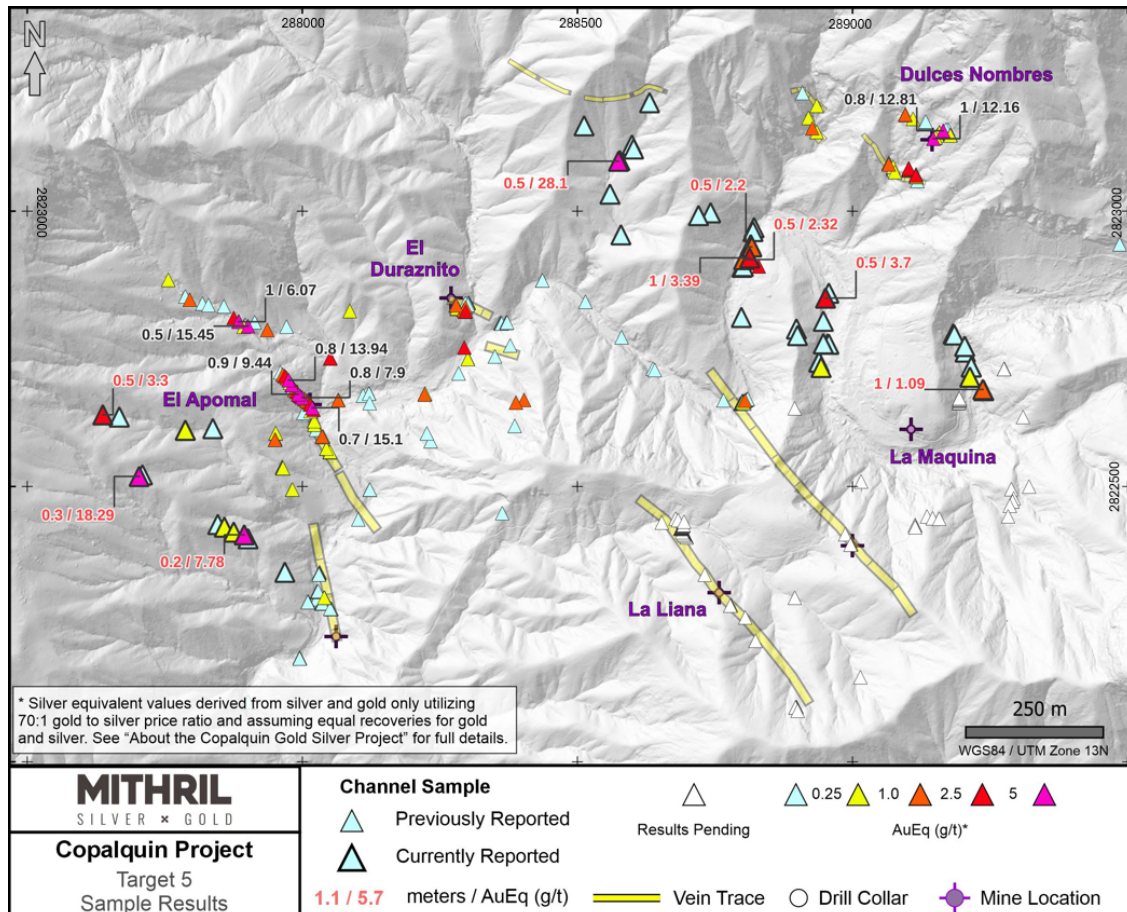 N
288000
288500
289000
2823000
2823000
2822500
2822500
Dulces Nombres
0.8 / 12.81
1 / 12.16
0.5 / 28.1
0.5 / 2.2
0.5 / 2.32
1 / 3.39
0.5 / 3.7
El
Duraznito
1 / 6.07
0.5 / 15.45
0.8 / 13.94
0.9 / 9.44
0.8 / 7.9
0.5 / 3.3
El Apomal
0.7 / 15.1
1 / 1.09
La Maquina
0.3 / 18.29
0.2 / 7.78
La Liana
* Silver equivalent values derived from silver and gold only utilizing
70:1 gold to silver price ratio and assuming equal recoveries for gold
and silver. See “About the Copalquin Gold Silver Project” for full details.
250 m
WGS84 / UTM Zone 13N
MITHRIL
SILVER × GOLD
Copalquin Project
Target 5
Sample Results
Channel Sample
Previously Reported
Currently Reported
1.1 / 5.7 meters / AuEq (g/t)
Results Pending
0.25 1.0 2.5 5
AuEq (g/t)*
Vein Trace
Drill Collar
Mine Location